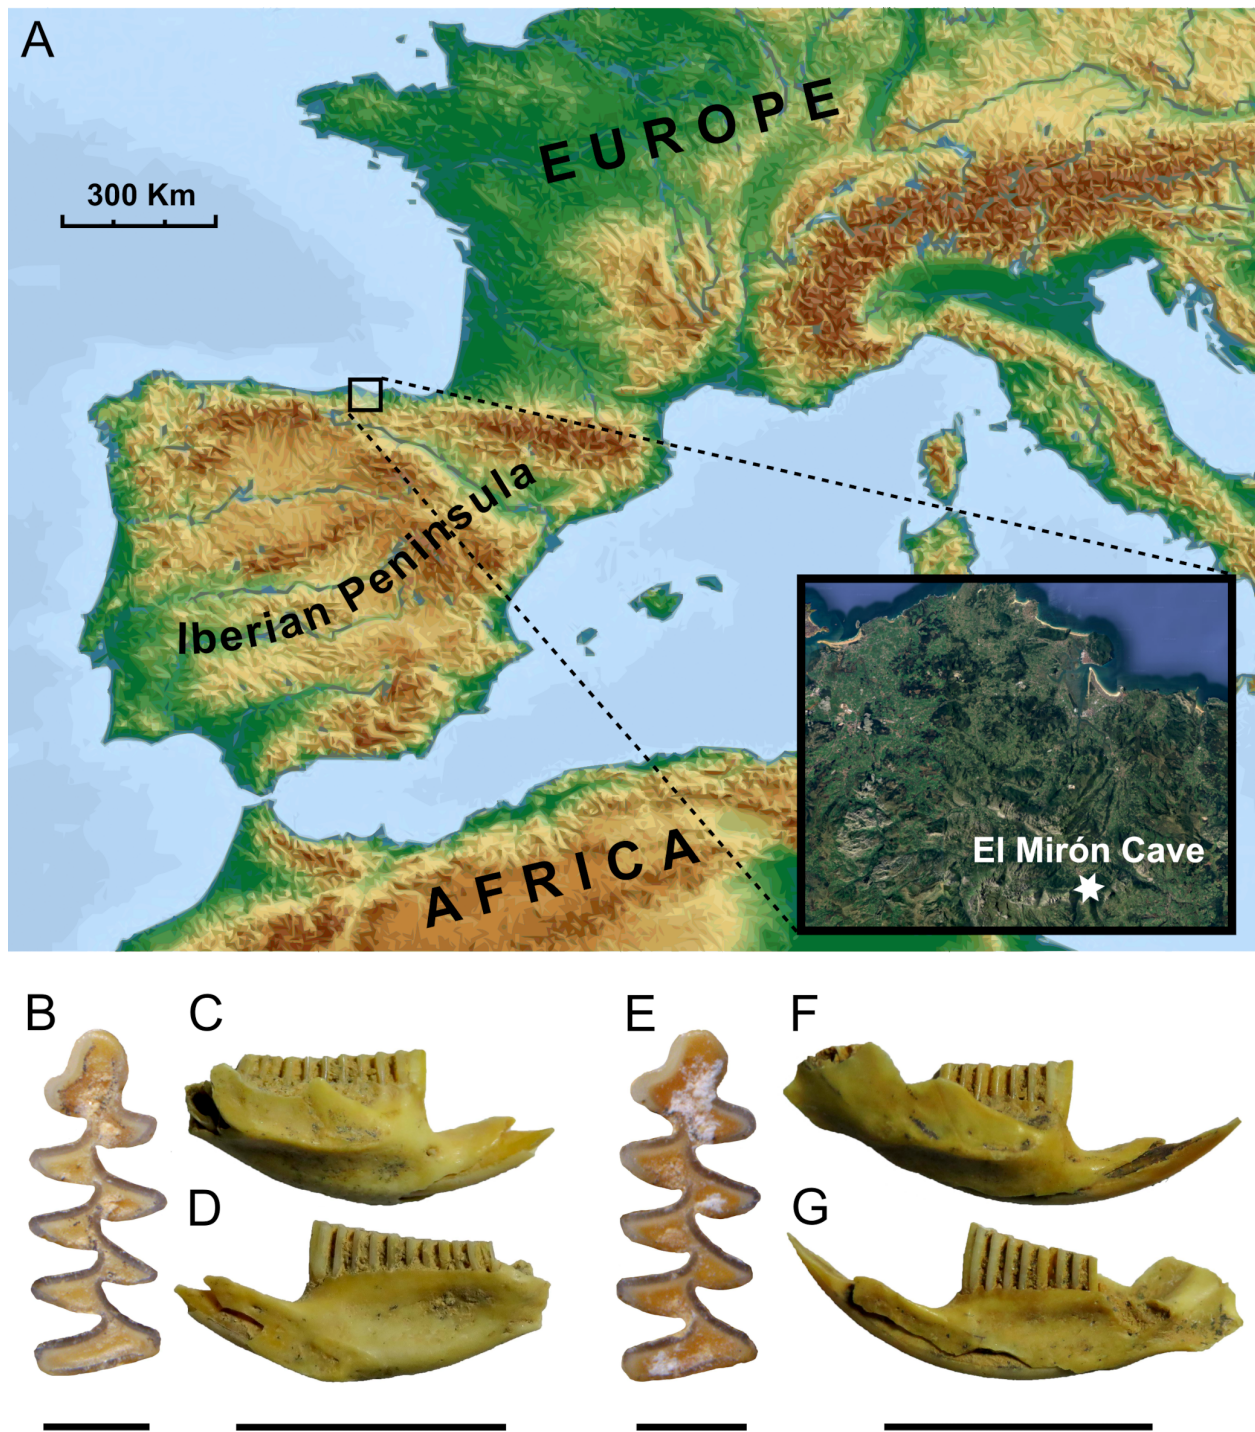 A
EUROPE
300 Km
Iberian Peninsula
El Mirón Cave
AFRICA
B
C
E
F
D
G